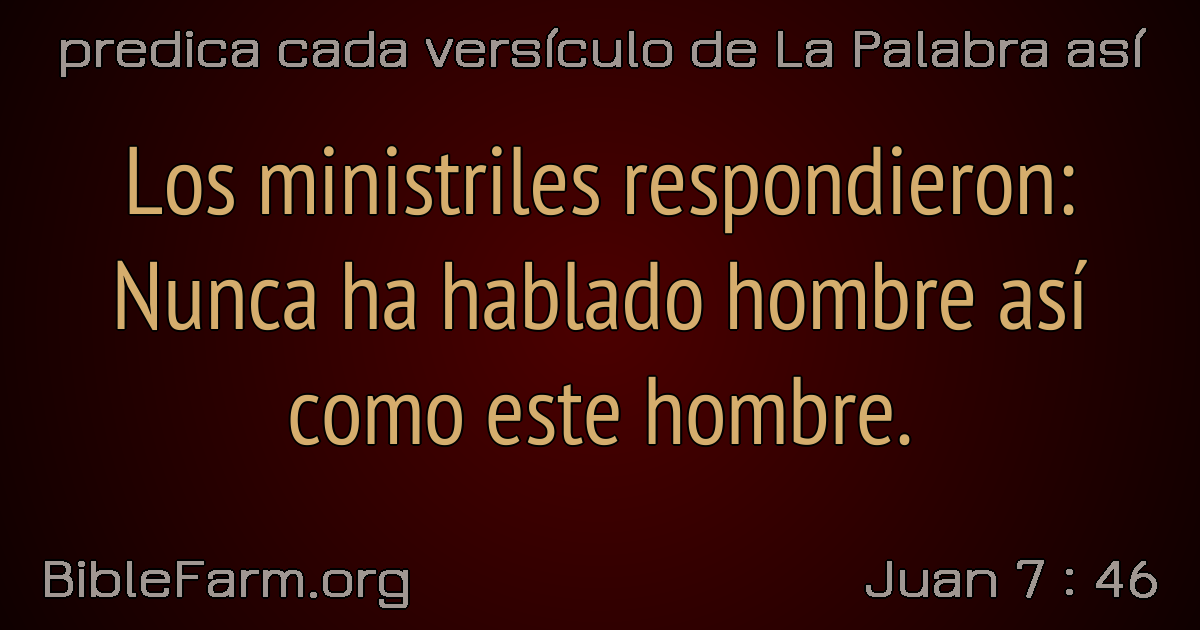 predica cada versículo de La Palabra así
Los ministriles respondieron:
Nunca ha hablado hombre así
como este hombre.
BibleFarm.org
Juan 7 : 46